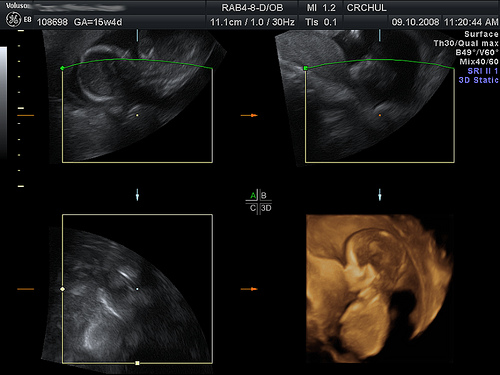 Voluson
EB
RAB4-8-D/OB
MI 1.2
CRCHUL
108698 GA=15w4d
11.1cm / 1.0 / 30Hz
TIs 0.1
09.10.2008 11:20:44 AM
Surface
Th30/Qual max
B49°/V60°
Mix40/60
SRI II 1
3D Static
A B
C 3D